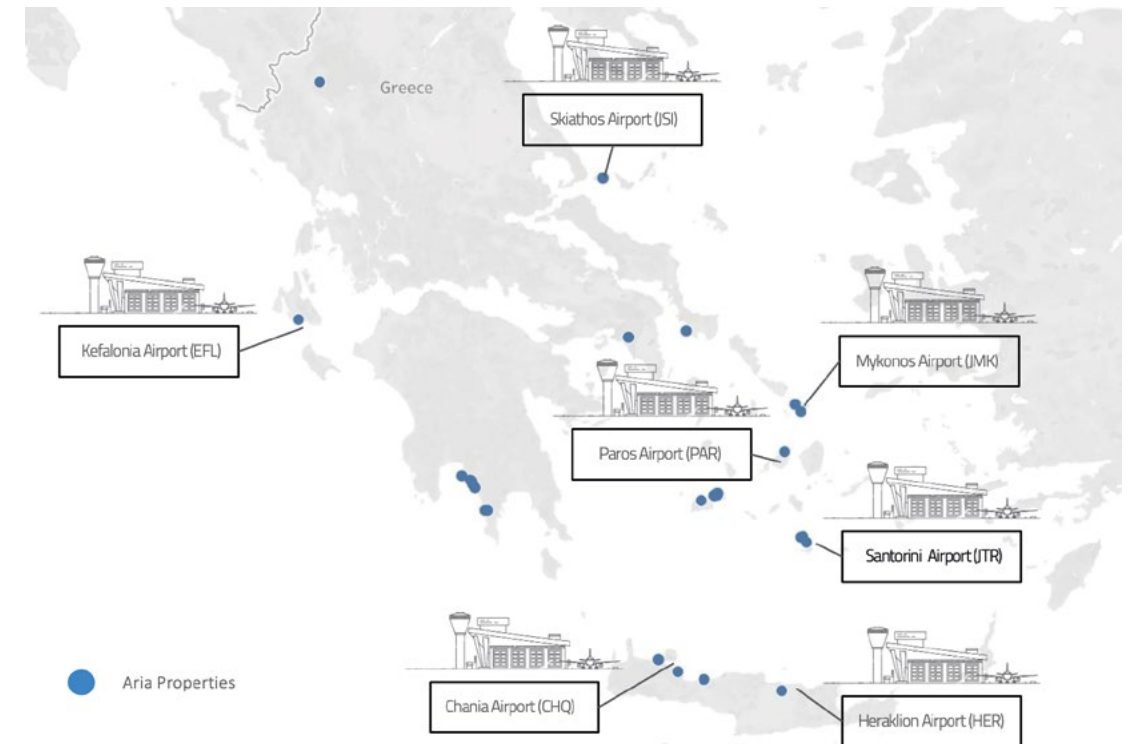 Greece
Skiathos Airport (JSI)
Kefalonia Airport (EFL)
Mykonos Airport (JMK)
Paros Airport (PAR)
Santorini Airport (JTR)
Chania Airport (CHQ)
Heraklion Airport (HER)
Aria Properties